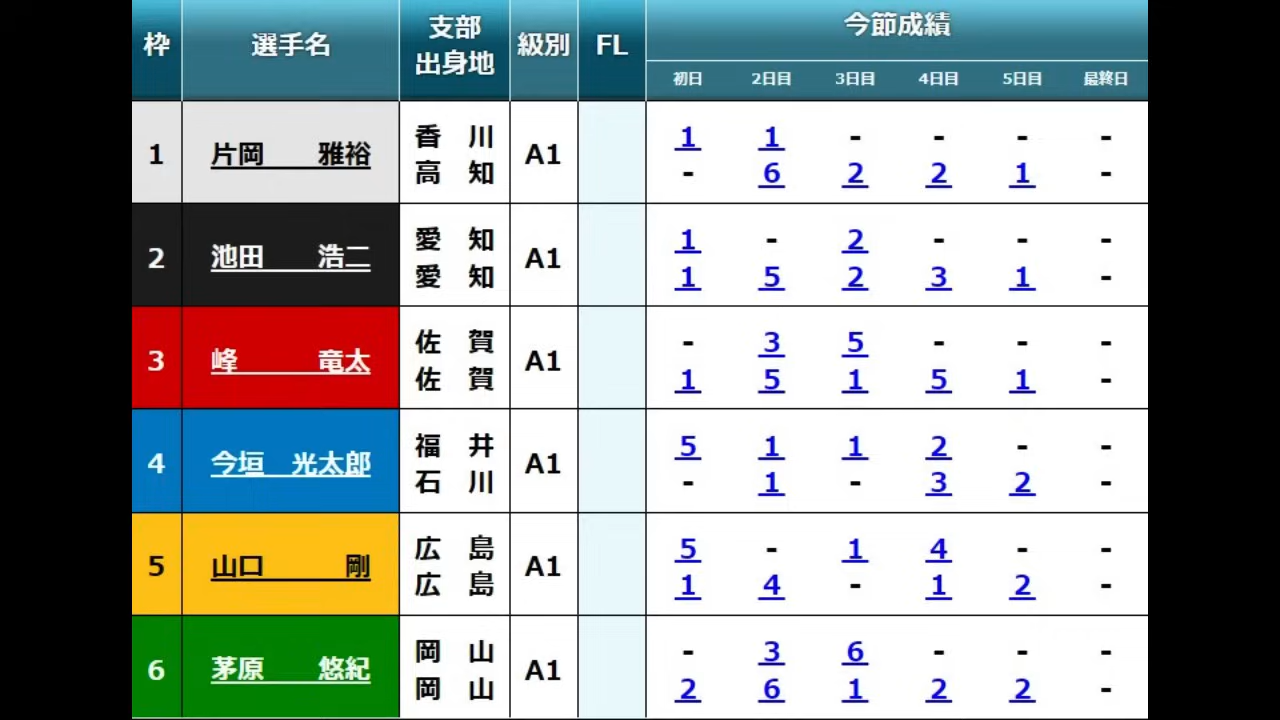 枠 選手名 支部 級別 FL 今節成績
出身地
初日 2日目 3日目 4日目 5日目 最終日
1 片岡 雅裕 香川 A1 1 1 - - - -
高知 - 6 2 2 1 -
2 池田 浩二 愛知 A1 1 - 2 - - -
愛知 1 5 2 3 1 -
3 峰 竜太 佐賀 A1 - 3 5 - - -
佐賀 1 5 1 5 1 -
4 今垣 光太郎 福井 A1 5 1 1 2 - -
石川 - 1 - 3 2 -
5 山口 剛 広島 A1 5 - 1 4 - -
広島 1 4 - 1 2 -
6 茅原 悠紀 岡山 A1 - 3 6 - - -
岡山 2 6 1 2 2 -